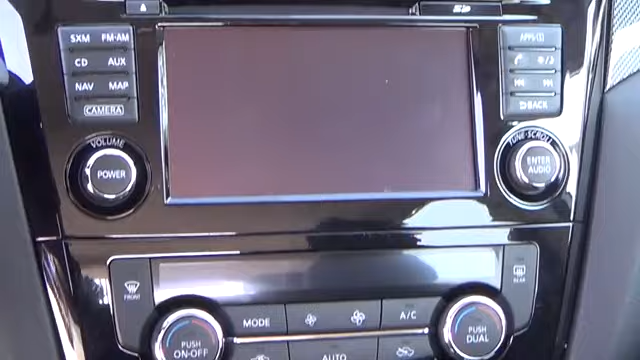 SXM FM·AM
CD AUX
NAV MAP
CAMERA
VOLUME
POWER
APPS
BACK
TUNE·SCROLL
ENTER
AUDIO
FRONT
REAR
PUSH
ON·OFF
MODE
A/C
AUTO
PUSH
DUAL